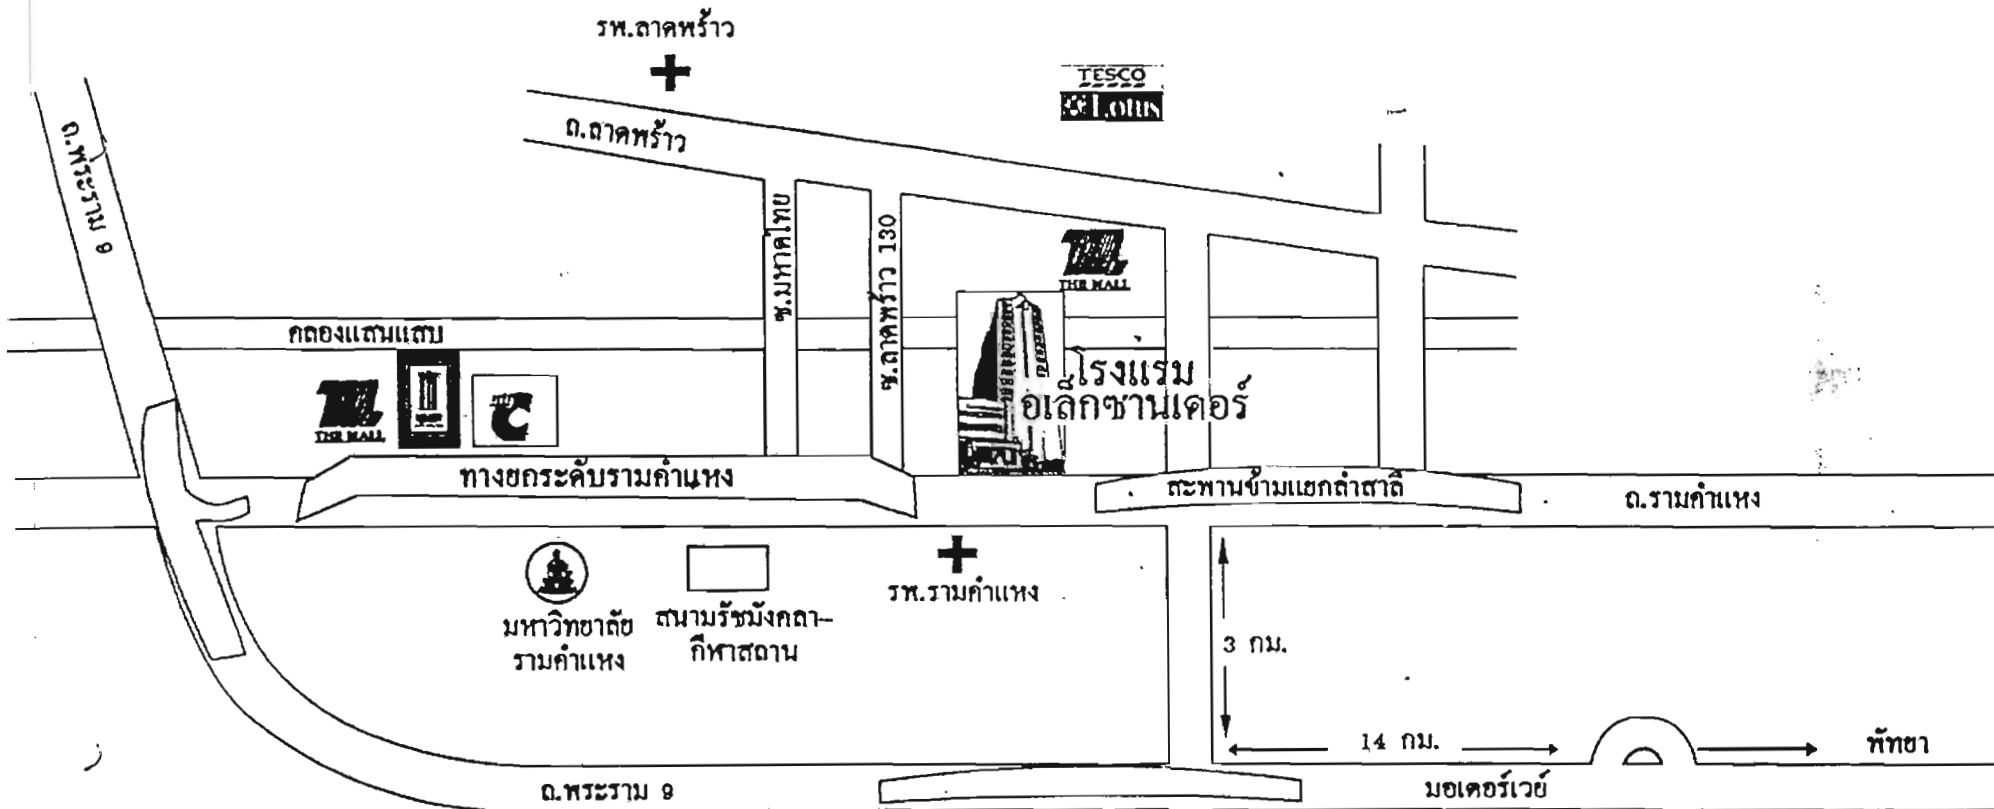 รพ.ลาดพร้าว
TESCO
Lotus
ถ.ลาดพร้าว
ถ.พระราม 9
ซ.มหาดไทย
ซ.ลาดพร้าว 130
THE MALL
คลองแสนแสบ
THE MALL
C
โรงแรม
อเล็กซานเดอร์
ทางยกระดับรามคำแหง
สะพานข้ามแยกลำสาลี
ถ.รามคำแหง
มหาวิทยาลัย
รามคำแหง
สนามรัชมังคลา-
กีฬาสถาน
รพ.รามคำแหง
3 กม.
14 กม.
พัทยา
ถ.พระราม 9
มอเตอร์เวย์